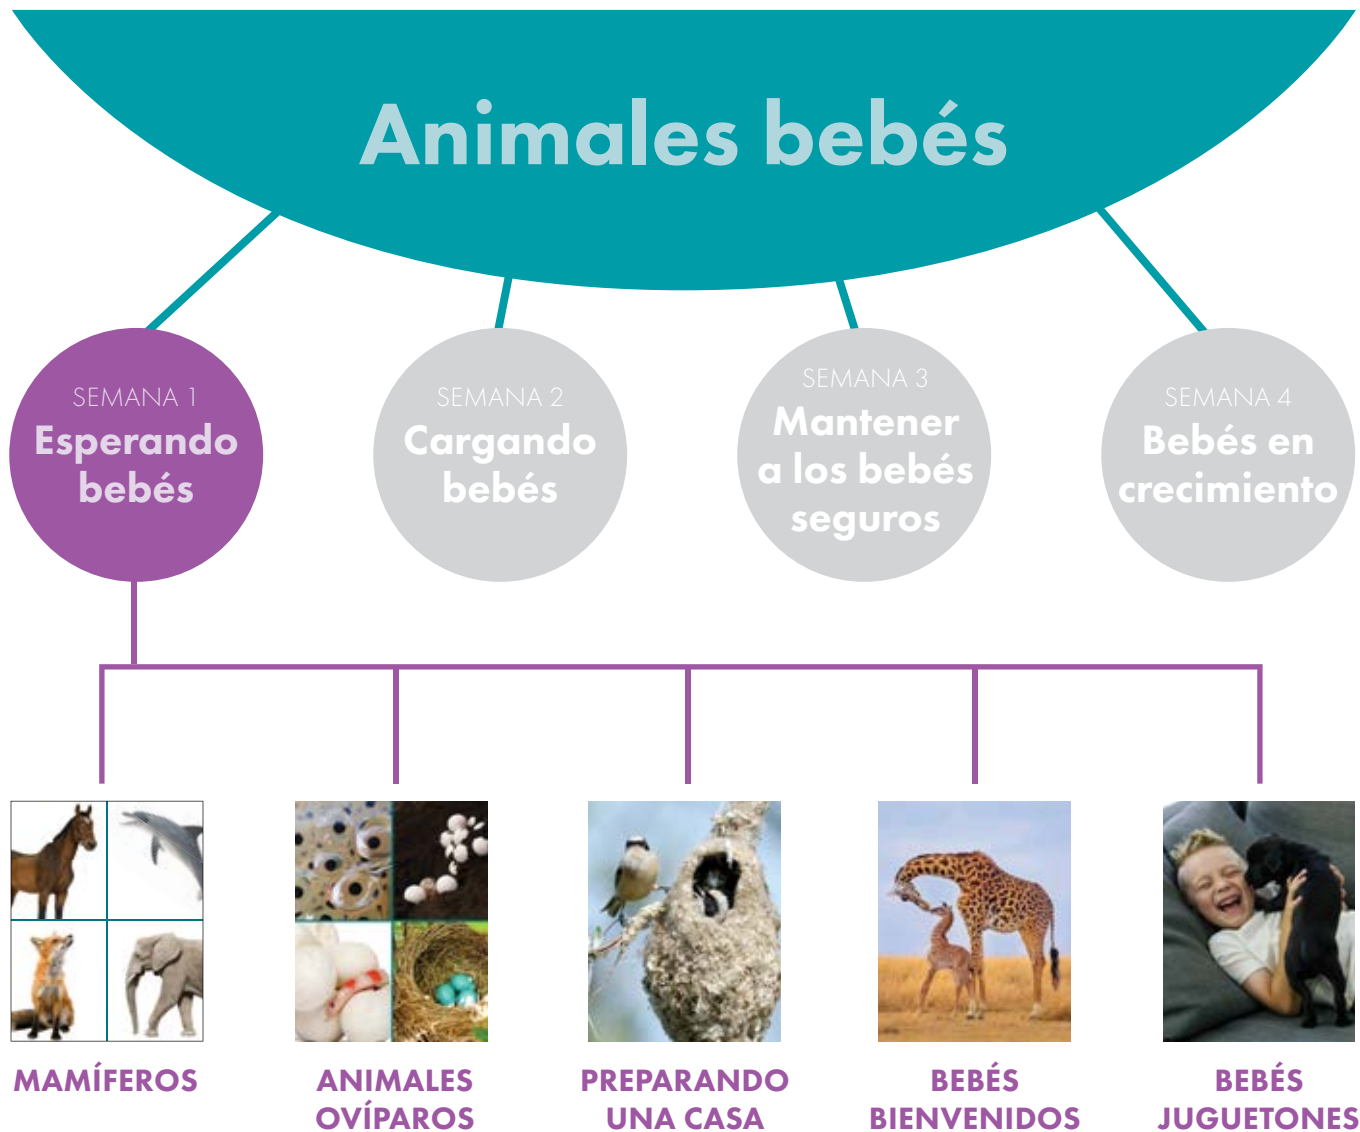 Animales bebés
SEMANA 1
Esperando
bebés
SEMANA 2
Cargando
bebés
SEMANA 3
Mantener
a los bebés
seguros
SEMANA 4
Bebés en
crecimiento
MAMÍFEROS
ANIMALES
OVÍPAROS
PREPARANDO
UNA CASA
BEBÉS
BIENVENIDOS
BEBÉS
JUGUETONES